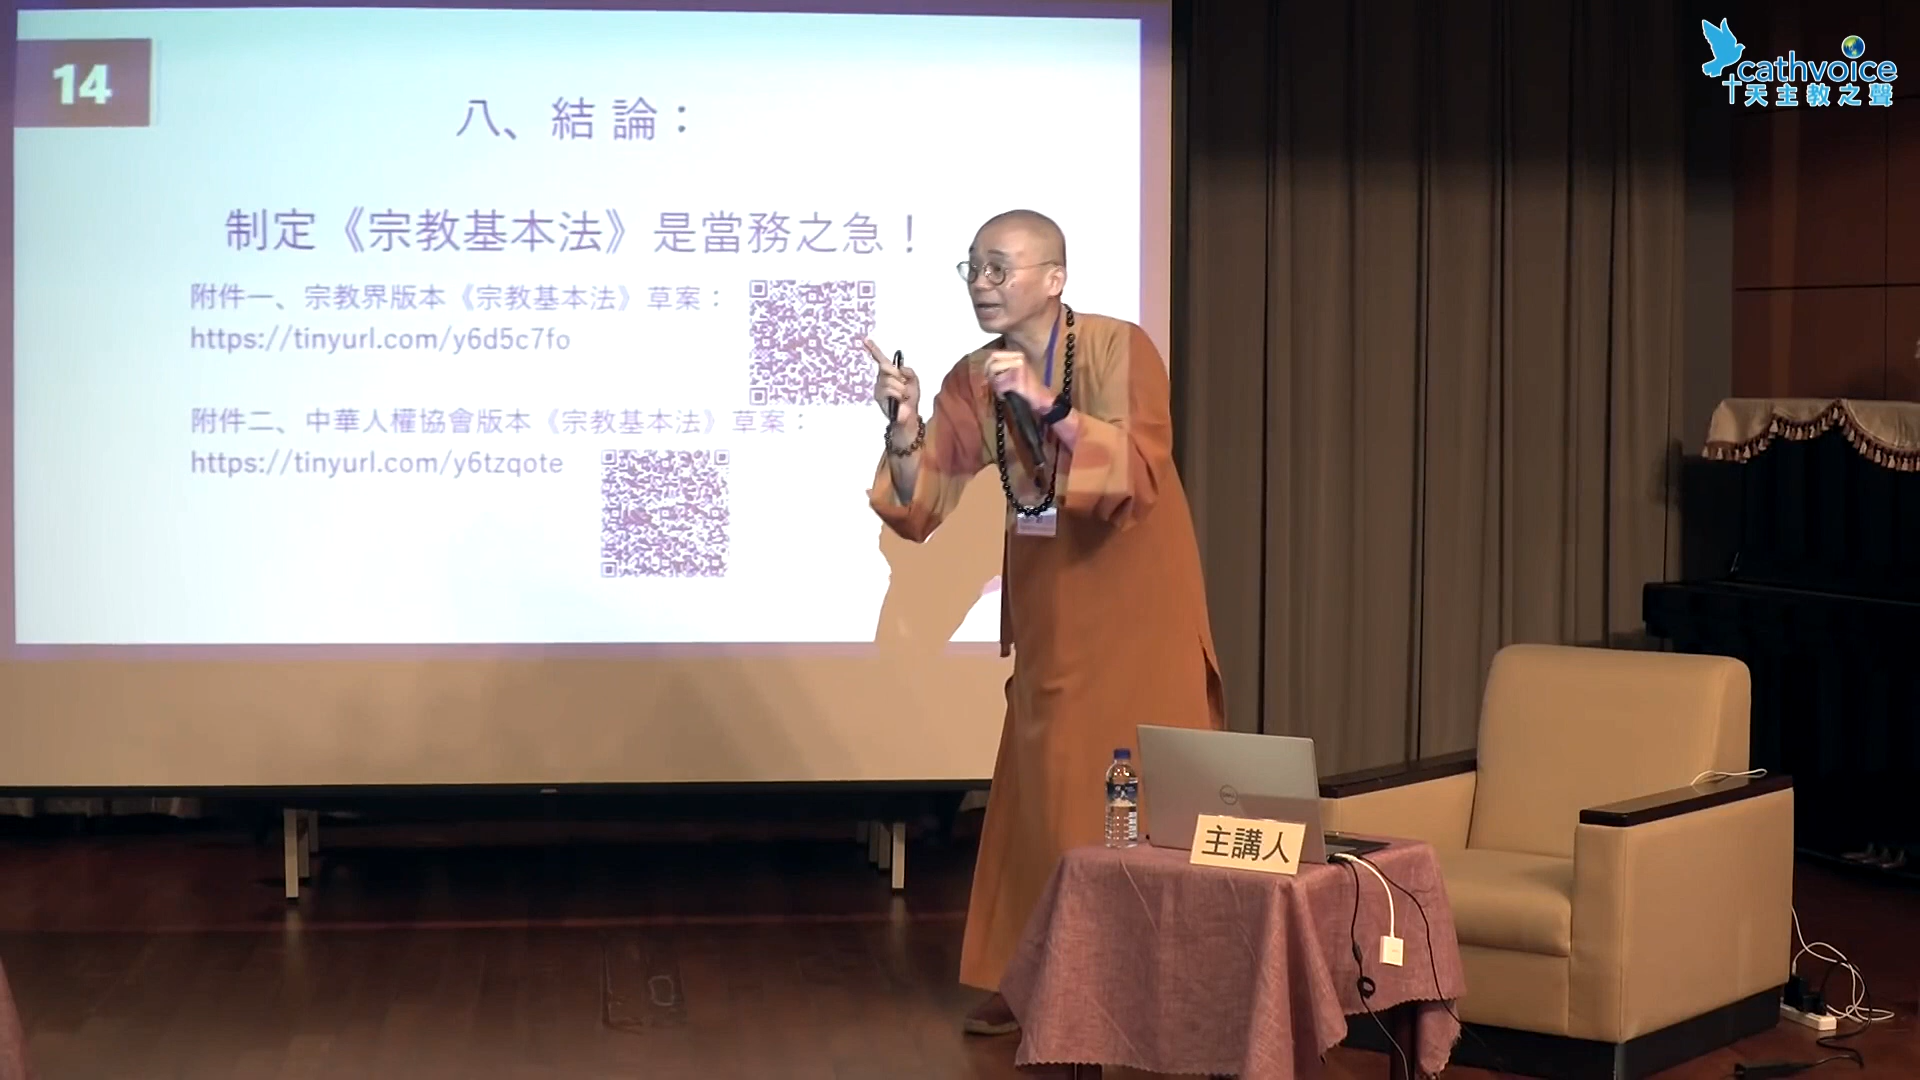 14
八、結 論：
制定《宗教基本法》是當務之急！
附件一、宗教界版本《宗教基本法》草案：
https://tinyurl.com/y6d5c7fo
附件二、中華人權協會版本《宗教基本法》草案：
https://tinyurl.com/y6tzqote
cathvoice
天主教之聲
主講人
DELL